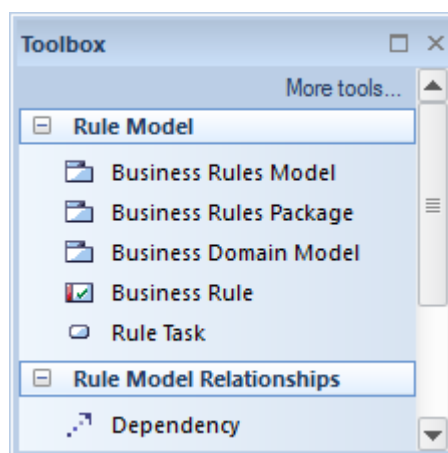 Toolbox
More tools...
Rule Model
Business Rules Model
Business Rules Package
Business Domain Model
Business Rule
Rule Task
Rule Model Relationships
Dependency